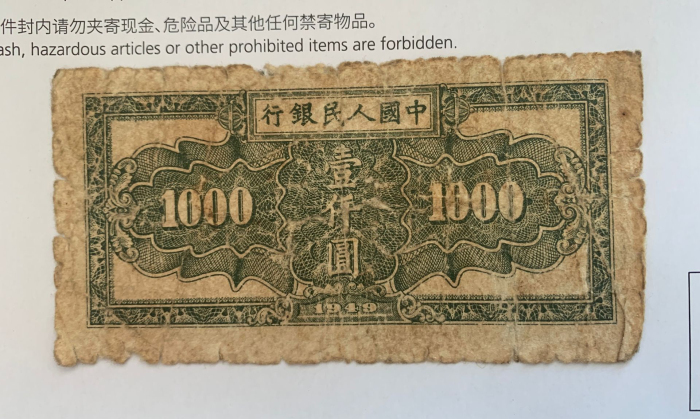 件封内请勿夹寄现金、危险品及其他任何禁寄物品。
ash, hazardous articles or other prohibited items are forbidden.
行銀民人國中
1000
壹仟圓
1000
1949